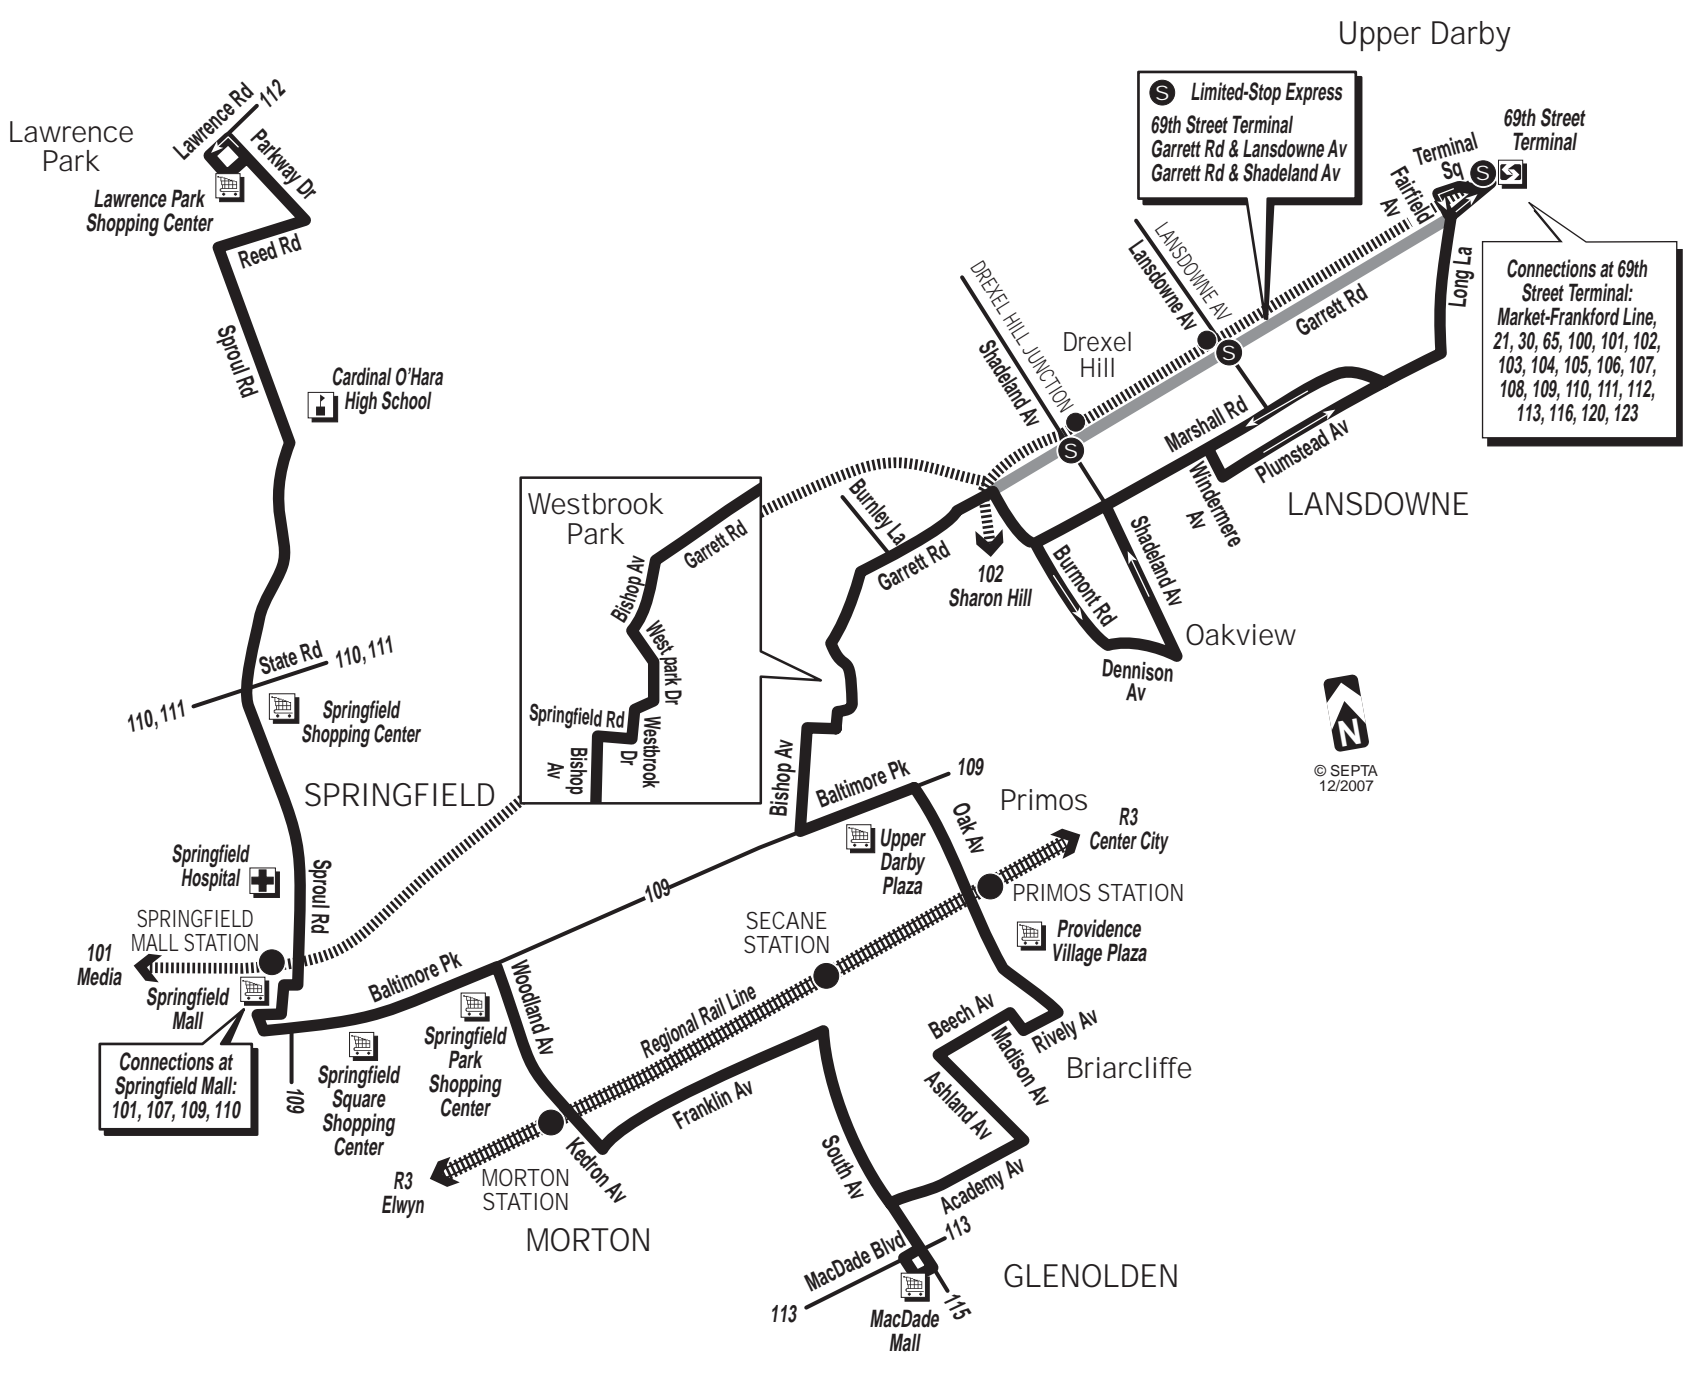 Upper Darby
S Limited-Stop Express
69th Street Terminal
Garrett Rd & Lansdowne Av
Garrett Rd & Shadeland Av
69th Street
Terminal
Terminal
Sq
S
Fairfield
Av
Long La
Connections at 69th
Street Terminal:
Market-Frankford Line,
21, 30, 65, 100, 101, 102,
103, 104, 105, 106, 107,
108, 109, 110, 111, 112,
113, 116, 120, 123
Lawrence
Park
Lawrence Rd
112
Parkway Dr
Lawrence Park
Shopping Center
Reed Rd
Sproul Rd
Cardinal O'Hara
High School
LANSDOWNE AV
Lansdowne Av
DREXEL HILL JUNCTION
Shadeland Av
Drexel
Hill
S
S
Garrett Rd
Marshall Rd
Plumstead Av
Windermere
Av
LANSDOWNE
Westbrook
Park
Garrett Rd
Bishop Av
West park Dr
Springfield Rd
Westbrook
Dr
Bishop
Av
Burnley La
Garrett Rd
102
Sharon Hill
Burmont Rd
Shadeland Av
Oakview
Dennison
Av
N
© SEPTA
12/2007
State Rd
110, 111
110, 111
Springfield
Shopping Center
SPRINGFIELD
Bishop Av
Baltimore Pk
109
Oak Av
Primos
R3
Center City
Upper
Darby
Plaza
PRIMOS STATION
Providence
Village Plaza
Springfield
Hospital
Sproul Rd
SPRINGFIELD
MALL STATION
101
Media
Springfield
Mall
Connections at
Springfield Mall:
101, 107, 109, 110
109
109
Baltimore Pk
Woodland Av
Springfield
Square
Shopping
Center
Springfield
Park
Shopping
Center
SECANE
STATION
Regional Rail Line
R3
Elwyn
MORTON
STATION
Kedron Av
MORTON
Franklin Av
South Av
Beech Av
Madison Av
Rively Av
Briarcliffe
Ashland Av
Academy Av
MacDade Blvd
113
113
115
MacDade
Mall
GLENOLDEN